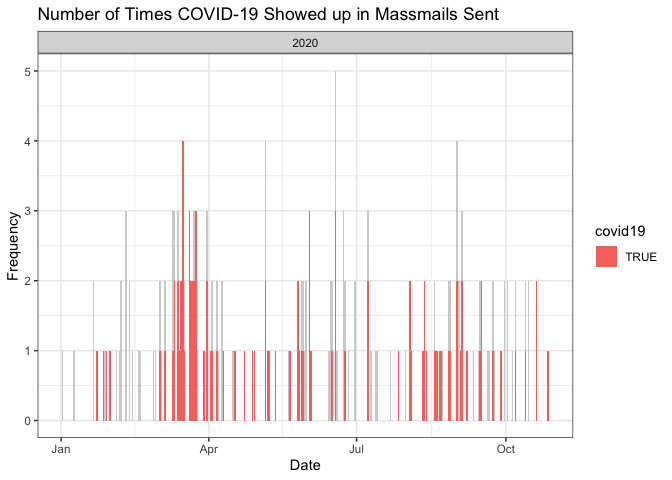 Number of Times COVID-19 Showed up in Massmails Sent
2020
5
4
3
2
1
0
Frequency
Jan
Apr
Jul
Oct
Date
covid19
TRUE